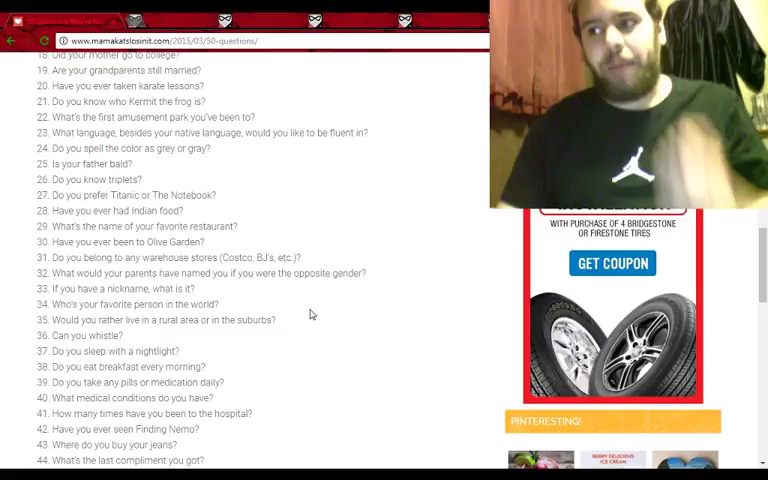 50 Questions You've Ne
www.mamakatslosinit.com/2015/03/50-questions/
18. Did your mother go to college?
19. Are your grandparents still married?
20. Have you ever taken karate lessons?
21. Do you know who Kermit the frog is?
22. What's the first amusement park you've been to?
23. What language, besides your native language, would you like to be fluent in?
24. Do you spell the color as grey or gray?
25. Is your father bald?
26. Do you know triplets?
27. Do you prefer Titanic or The Notebook?
28. Have you ever had Indian food?
29. What's the name of your favorite restaurant?
30. Have you ever been to Olive Garden?
31. Do you belong to any warehouse stores (Costco, BJ's, etc.)?
32. What would your parents have named you if you were the opposite gender?
33. If you have a nickname, what is it?
34. Who's your favorite person in the world?
35. Would you rather live in a rural area or in the suburbs?
36. Can you whistle?
37. Do you sleep with a nightlight?
38. Do you eat breakfast every morning?
39. Do you take any pills or medication daily?
40. What medical conditions do you have?
41. How many times have you been to the hospital?
42. Have you ever seen Finding Nemo?
43. Where do you buy your jeans?
44. What's the last compliment you got?
WITH PURCHASE OF 4 BRIDGESTONE
OR FIRESTONE TIRES
GET COUPON
PINTERESTING!
BERRY DELICIOUS
ICE CREAM